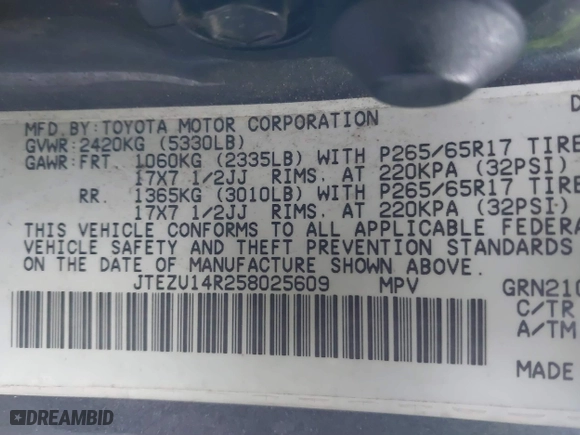 D
MFD.BY:TOYOTA MOTOR CORPORATION
GVWR:2420KG (5330LB)
GAWR:FRT. 1060KG (2335LB) WITH P265/65R17 TIRE
17X7 1/2JJ RIMS. AT 220KPA (32PSI)
RR. 1365KG (3010LB) WITH P265/65R17 TIRE
17X7 1/2JJ RIMS. AT 220KPA (32PSI)
THIS VEHICLE CONFORMS TO ALL APPLICABLE FEDERA
VEHICLE SAFETY AND THEFT PREVENTION STANDARDS
ON THE DATE OF MANUFACTURE SHOWN ABOVE.
JTEZU14R258025609 MPV GRN210
C/TR
A/TM
MADE
DREAMBID